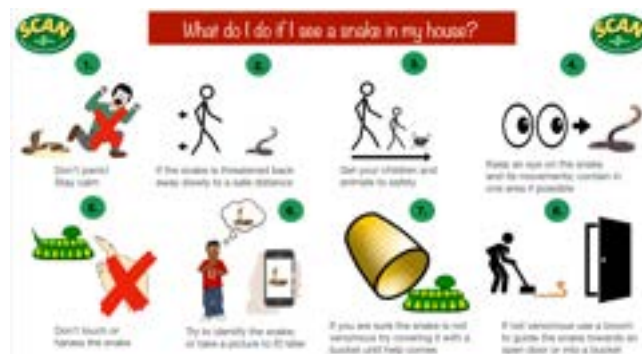 SCAN
What do I do if I see a snake in my house?
SCAN
1.
2.
3.
4.
Don't panic!
Stay calm
If the snake is threatened back
away slowly to a safe distance
Get your children and
animals to safety
Keep an eye on the snake
and its movements; contain in
one area if possible
5.
6.
7.
8.
Don't touch or
harass the snake
Try to identify the snake,
or take a picture to ID later
If you are sure the snake is not
venomous try covering it with a
bucket until help comes
If not venomous use a broom
to guide the snake towards an
open door or into a bucket